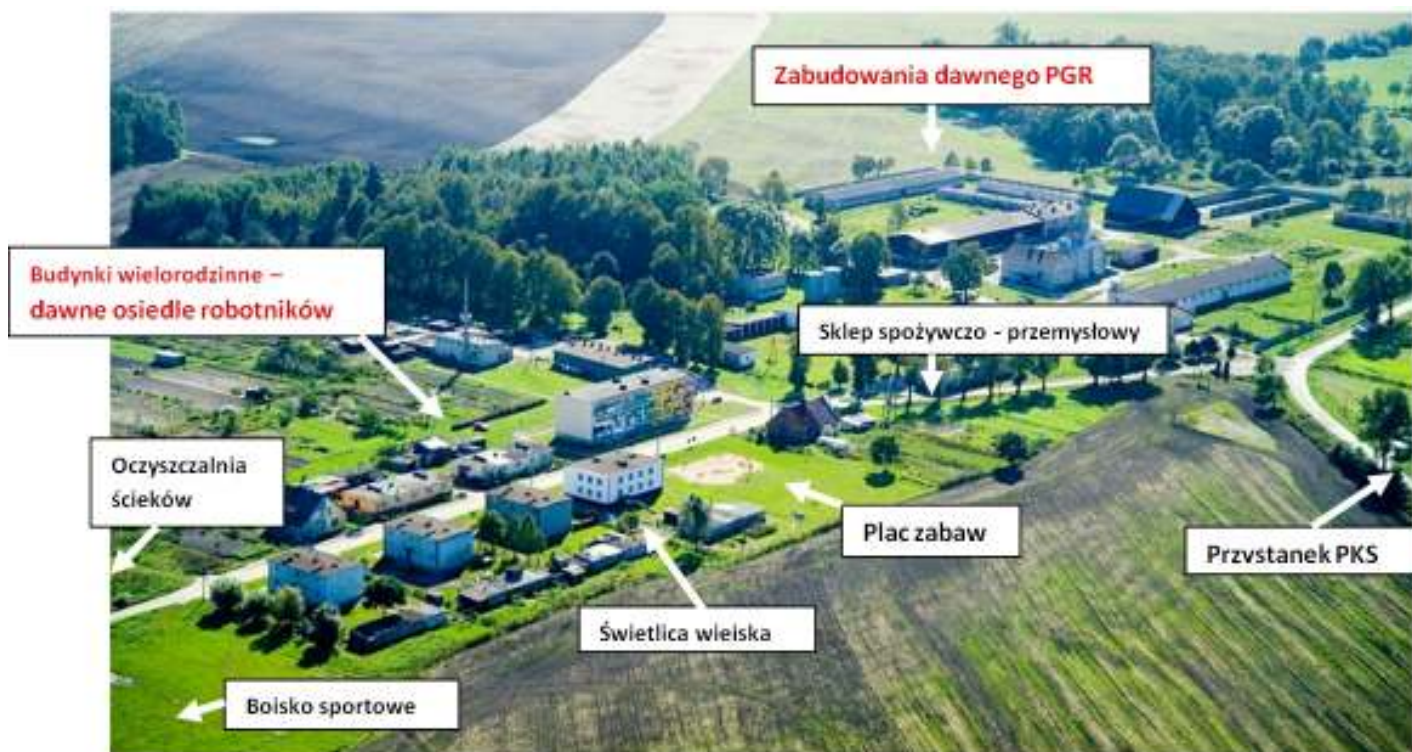 Zabudowania dawnego PGR
Budynki wielorodzinne –
dawne osiedle robotników
Sklep spożywczo - przemysłowy
Oczyszczalnia
ścieków
Plac zabaw
Przystanek PKS
Świetlica wiejska
Boisko sportowe